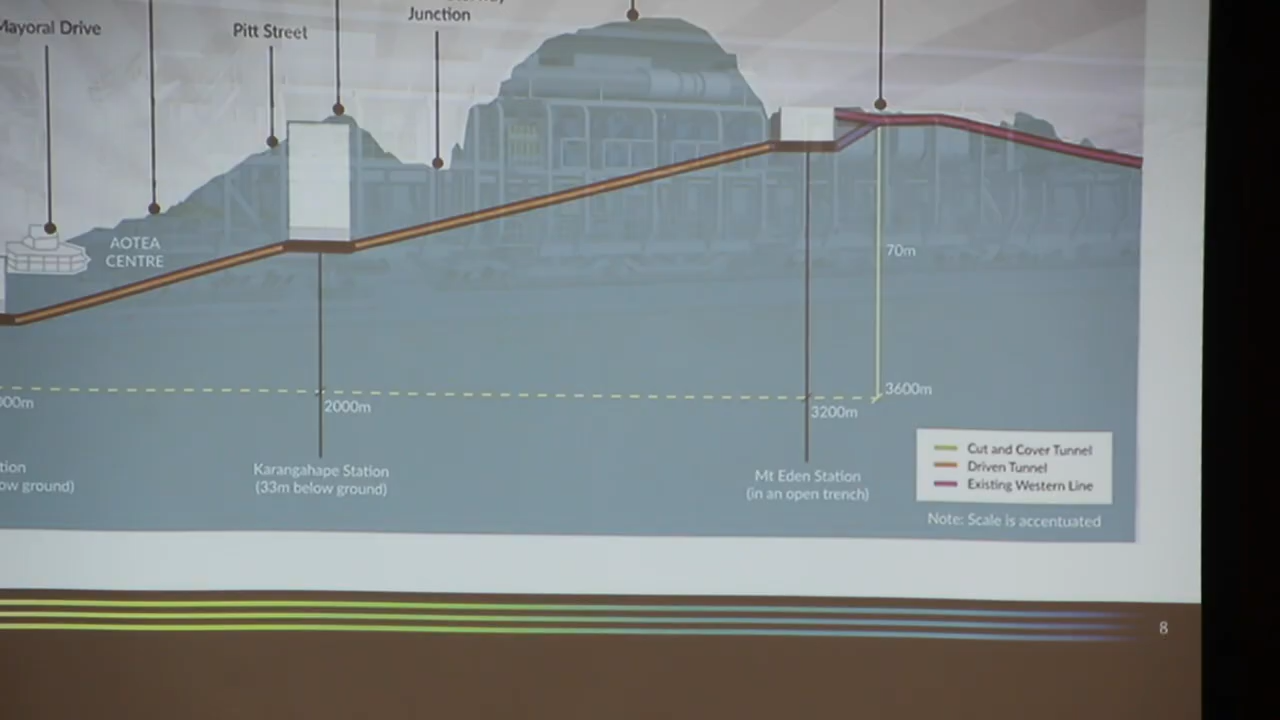 Mayoral Drive
Pitt Street
Junction
AOTEA
CENTRE
70m
3600m
2000m
3200m
Karangahape Station
(33m below ground)
Mt Eden Station
(in an open trench)
Cut and Cover Tunnel
Driven Tunnel
Existing Western Line
Note: Scale is accentuated
ground)
8